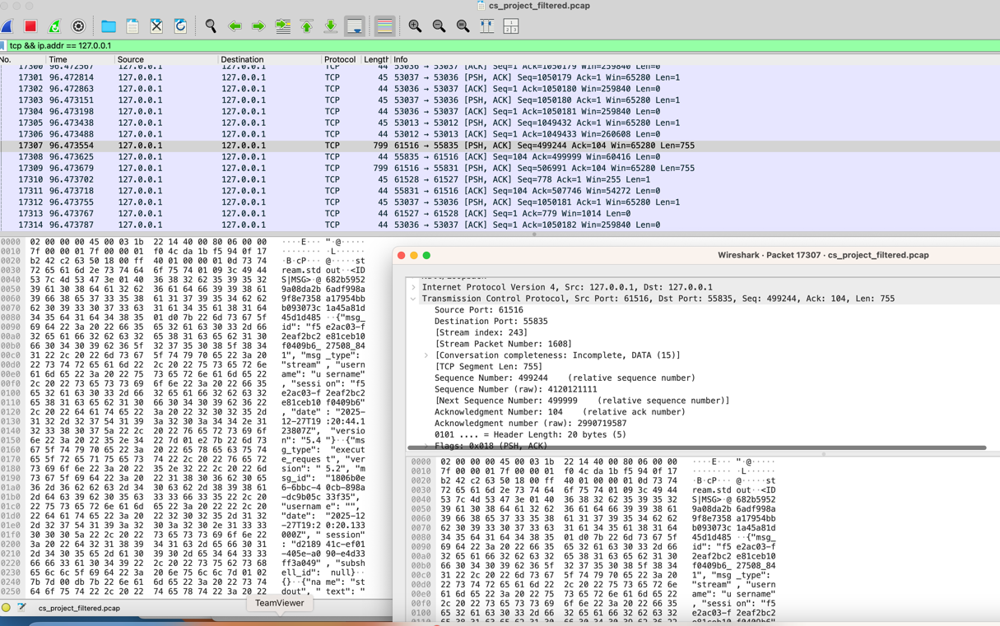 cs_project_filtered.pcap
tcp && ip.addr == 127.0.0.1
No. Time Source Destination Protocol Length Info
17300 96.472567 127.0.0.1 127.0.0.1 TCP 44 53036 → 53037 [ACK] Seq=1 Ack=1050179 Win=259840 Len=0
17301 96.472814 127.0.0.1 127.0.0.1 TCP 45 53037 → 53036 [PSH, ACK] Seq=1050179 Ack=1 Win=65280 Len=1
17302 96.472863 127.0.0.1 127.0.0.1 TCP 44 53036 → 53037 [ACK] Seq=1 Ack=1050180 Win=259840 Len=0
17303 96.473151 127.0.0.1 127.0.0.1 TCP 45 53037 → 53036 [PSH, ACK] Seq=1050180 Ack=1 Win=65280 Len=1
17304 96.473198 127.0.0.1 127.0.0.1 TCP 44 53036 → 53037 [ACK] Seq=1 Ack=1050181 Win=259840 Len=0
17305 96.473438 127.0.0.1 127.0.0.1 TCP 45 53013 → 53012 [PSH, ACK] Seq=1049432 Ack=1 Win=65280 Len=1
17306 96.473488 127.0.0.1 127.0.0.1 TCP 44 53012 → 53013 [ACK] Seq=1 Ack=1049433 Win=260608 Len=0
17307 96.473554 127.0.0.1 127.0.0.1 TCP 799 61516 → 55835 [PSH, ACK] Seq=499244 Ack=104 Win=65280 Len=755
17308 96.473625 127.0.0.1 127.0.0.1 TCP 44 55835 → 61516 [ACK] Seq=104 Ack=499999 Win=60416 Len=0
17309 96.473679 127.0.0.1 127.0.0.1 TCP 799 61516 → 55831 [PSH, ACK] Seq=506991 Ack=104 Win=65280 Len=755
17310 96.473702 127.0.0.1 127.0.0.1 TCP 45 61528 → 61527 [PSH, ACK] Seq=778 Ack=1 Win=255 Len=1
17311 96.473718 127.0.0.1 127.0.0.1 TCP 44 55831 → 61516 [ACK] Seq=104 Ack=507746 Win=54272 Len=0
17312 96.473755 127.0.0.1 127.0.0.1 TCP 45 53037 → 53036 [PSH, ACK] Seq=1050181 Ack=1 Win=65280 Len=1
17313 96.473767 127.0.0.1 127.0.0.1 TCP 44 61527 → 61528 [ACK] Seq=1 Ack=779 Win=1014 Len=0
17314 96.473787 127.0.0.1 127.0.0.1 TCP 44 53036 → 53037 [ACK] Seq=1 Ack=1050182 Win=259840 Len=0
0000 02 00 00 00 45 00 03 1b 22 14 40 00 80 06 00 00 ····E··· "·@·····
0010 7f 00 00 01 7f 00 00 01 f0 4c da 1b f5 94 0f 17 ········ ·L······
0020 b2 42 c2 63 50 18 00 ff 40 01 00 00 01 0d 73 74 ·B·cP··· @·····st
0030 72 65 61 6d 2e 73 74 64 6f 75 74 01 09 3c 49 44 ream.std out··<ID
0040 53 7c 4d 53 47 3e 01 40 36 38 32 62 35 39 35 32 S|MSG>·@ 682b5952
0050 39 61 30 38 64 61 32 62 36 61 64 66 39 39 38 61 9a08da2b 6adf998a
0060 39 66 38 65 37 33 35 38 61 31 37 39 35 34 62 62 9f8e7358 a17954bb
0070 62 30 39 33 30 37 33 63 31 61 34 35 61 38 31 64 b093073c 1a45a81d
0080 34 35 64 31 64 34 38 35 01 d0 7b 22 6d 73 67 5f 45d1d485 ··{"msg_
0090 69 64 22 3a 20 22 66 35 65 32 61 63 30 33 2d 66 id": "f5 e2ac03-f
00a0 32 65 61 66 32 62 63 32 65 38 31 63 65 62 31 30 2eaf2bc2 e81ceb10
00b0 66 30 34 30 39 62 36 5f 32 37 35 30 38 5f 38 34 f0409b6_ 27508_84
00c0 31 22 2c 20 22 6d 73 67 5f 74 79 70 65 22 3a 20 1", "msg _type": 
00d0 22 73 74 72 65 61 6d 22 2c 20 22 75 73 65 72 6e "stream" , "usern
00e0 61 6d 65 22 3a 20 22 75 73 65 72 6e 61 6d 65 22 ame": "u sername"
00f0 2c 20 22 73 65 73 73 69 6f 6e 22 3a 20 22 66 35 , "sessi on": "f5
0100 65 32 61 63 30 33 2d 66 32 65 61 66 32 62 63 32 e2ac03-f 2eaf2bc2
0110 65 38 31 63 65 62 31 30 66 30 34 30 39 62 36 22 e81ceb10 f0409b6"
0120 2c 20 22 64 61 74 65 22 3a 20 22 32 30 32 35 2d , "date" : "2025-
0130 31 32 2d 32 37 54 31 39 3a 32 30 3a 34 34 2e 31 12-27T19 :20:44.1
0140 32 33 38 30 37 5a 22 2c 20 22 76 65 72 73 69 6f 23807Z",  "versio
0150 6e 22 3a 20 22 35 2e 34 22 7d 01 e2 7b 22 6d 73 n": "5.4 "}··{"ms
0160 67 5f 74 79 70 65 22 3a 20 22 65 78 65 63 75 74 g_type":  "execut
0170 65 5f 72 65 71 75 65 73 74 22 2c 20 22 76 65 72 e_reques t", "ver
0180 73 69 6f 6e 22 3a 20 22 35 2e 32 22 2c 20 22 6d sion": " 5.2", "m
0190 73 67 5f 69 64 22 3a 20 22 31 38 30 36 62 30 65 sg_id":  "1806b0e
01a0 36 2d 36 62 62 63 2d 34 30 63 62 2d 38 39 38 61 6-6bbc-4 0cb-898a
01b0 2d 64 63 39 62 30 35 63 33 33 66 33 35 22 2c 20 -dc9b05c 33f35", 
01c0 22 75 73 65 72 6e 61 6d 65 22 3a 20 22 22 2c 20 "usernam e": "", 
01d0 22 64 61 74 65 22 3a 20 22 32 30 32 35 2d 31 32 "date":  "2025-12
01e0 2d 32 37 54 31 39 3a 32 30 3a 32 30 2e 31 33 33 -27T19:2 0:20.133
01f0 30 30 30 5a 22 2c 20 22 73 65 73 73 69 6f 6e 22 000Z", " session"
0200 3a 20 22 64 32 31 38 39 34 31 63 2d 65 66 30 31 : "d2189 41c-ef01
0210 2d 34 30 35 65 2d 61 30 39 30 2d 65 34 64 33 33 -405e-a0 90-e4d33
0220 66 66 33 61 30 34 39 22 2c 20 22 73 75 62 73 68 ff3a049" , "subsh
0230 65 6c 6c 5f 69 64 22 3a 20 6e 75 6c 6c 7d 01 02 ell_id":  null}··
0240 7b 7d 00 db 7b 22 6e 61 6d 65 22 3a 20 22 73 74 {}··{"na me": "st
0250 64 6f 75 74 22 2c 20 22 74 65 78 74 22 3a 20 22 dout", " text": "
Wireshark · Packet 17307 · cs_project_filtered.pcap
Internet Protocol Version 4, Src: 127.0.0.1, Dst: 127.0.0.1
Transmission Control Protocol, Src Port: 61516, Dst Port: 55835, Seq: 499244, Ack: 104, Len: 755
Source Port: 61516
Destination Port: 55835
[Stream index: 243]
[Stream Packet Number: 1608]
[Conversation completeness: Incomplete, DATA (15)]
[TCP Segment Len: 755]
Sequence Number: 499244 (relative sequence number)
Sequence Number (raw): 4120121111
[Next Sequence Number: 499999 (relative sequence number)]
Acknowledgment Number: 104 (relative ack number)
Acknowledgment number (raw): 2990719587
0101 .... = Header Length: 20 bytes (5)
Flags: 0x018 (PSH, ACK)
0000 02 00 00 00 45 00 03 1b 22 14 40 00 80 06 00 00 ····E··· "·@·····
0010 7f 00 00 01 7f 00 00 01 f0 4c da 1b f5 94 0f 17 ········ ·L······
0020 b2 42 c2 63 50 18 00 ff 40 01 00 00 01 0d 73 74 ·B·cP··· @·····st
0030 72 65 61 6d 2e 73 74 64 6f 75 74 01 09 3c 49 44 ream.std out··<ID
0040 53 7c 4d 53 47 3e 01 40 36 38 32 62 35 39 35 32 S|MSG>·@ 682b5952
0050 39 61 30 38 64 61 32 62 36 61 64 66 39 39 38 61 9a08da2b 6adf998a
0060 39 66 38 65 37 33 35 38 61 31 37 39 35 34 62 62 9f8e7358 a17954bb
0070 62 30 39 33 30 37 33 63 31 61 34 35 61 38 31 64 b093073c 1a45a81d
0080 34 35 64 31 64 34 38 35 01 d0 7b 22 6d 73 67 5f 45d1d485 ··{"msg_
0090 69 64 22 3a 20 22 66 35 65 32 61 63 30 33 2d 66 id": "f5 e2ac03-f
00a0 32 65 61 66 32 62 63 32 65 38 31 63 65 62 31 30 2eaf2bc2 e81ceb10
00b0 66 30 34 30 39 62 36 5f 32 37 35 30 38 5f 38 34 f0409b6_ 27508_84
00c0 31 22 2c 20 22 6d 73 67 5f 74 79 70 65 22 3a 20 1", "msg _type": 
00d0 22 73 74 72 65 61 6d 22 2c 20 22 75 73 65 72 6e "stream" , "usern
00e0 61 6d 65 22 3a 20 22 75 73 65 72 6e 61 6d 65 22 ame": "u sername"
00f0 2c 20 22 73 65 73 73 69 6f 6e 22 3a 20 22 66 35 , "sessi on": "f5
0100 65 32 61 63 30 33 2d 66 32 65 61 66 32 62 63 32 e2ac03-f 2eaf2bc2
0110 65 38 31 63 65 62 31 30 66 30 34 30 39 62 36 22 e81ceb10 f0409b6"
TeamViewer
cs_project_filtered.pcap